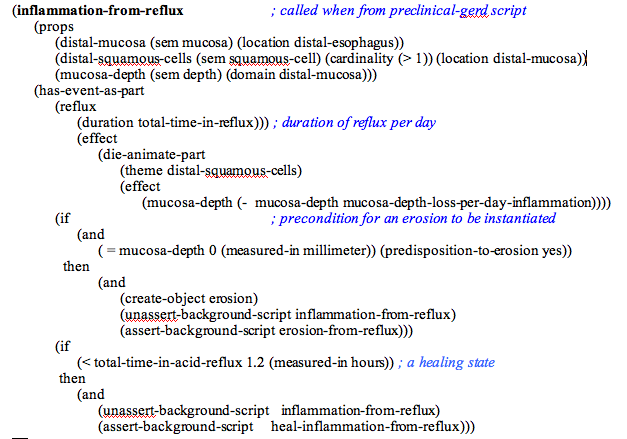 (inflammation-from-reflux ; called when from preclinical-gerd script
(props
(distal-mucosa (sem mucosa) (location distal-esophagus))
(distal-squamous-cells (sem squamous-cell) (cardinality (> 1)) (location distal-mucosa))
(mucosa-depth (sem depth) (domain distal-mucosa)))
(has-event-as-part
(reflux
(duration total-time-in-reflux))) ; duration of reflux per day
(effect
(die-animate-part
(theme distal-squamous-cells)
(effect
(mucosa-depth (- mucosa-depth mucosa-depth-loss-per-day-inflammation))))
(if ; precondition for an erosion to be instantiated
(and
( = mucosa-depth 0 (measured-in millimeter)) (predisposition-to-erosion yes))
then
(and
(create-object erosion)
(unassert-background-script inflammation-from-reflux)
(assert-background-script erosion-from-reflux)))
(if
(< total-time-in-acid-reflux 1.2 (measured-in hours)) ; a healing state
then
(and
(unassert-background-script inflammation-from-reflux)
(assert-background-script heal-inflammation-from-reflux)))